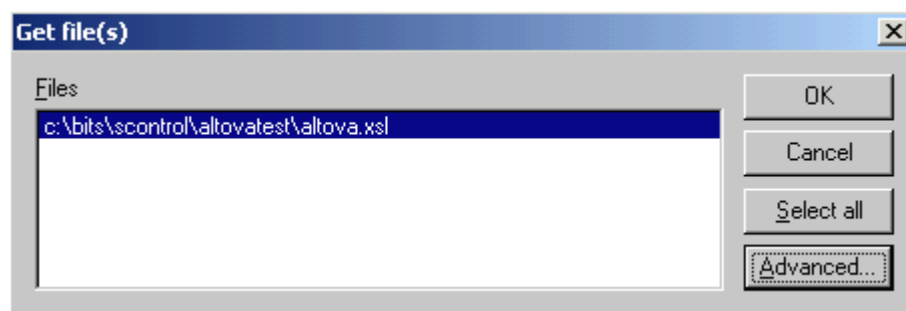 Get file(s)
Files
c:\bits\scontrol\altovatest\altova.xsl
OK
Cancel
Select all
Advanced...